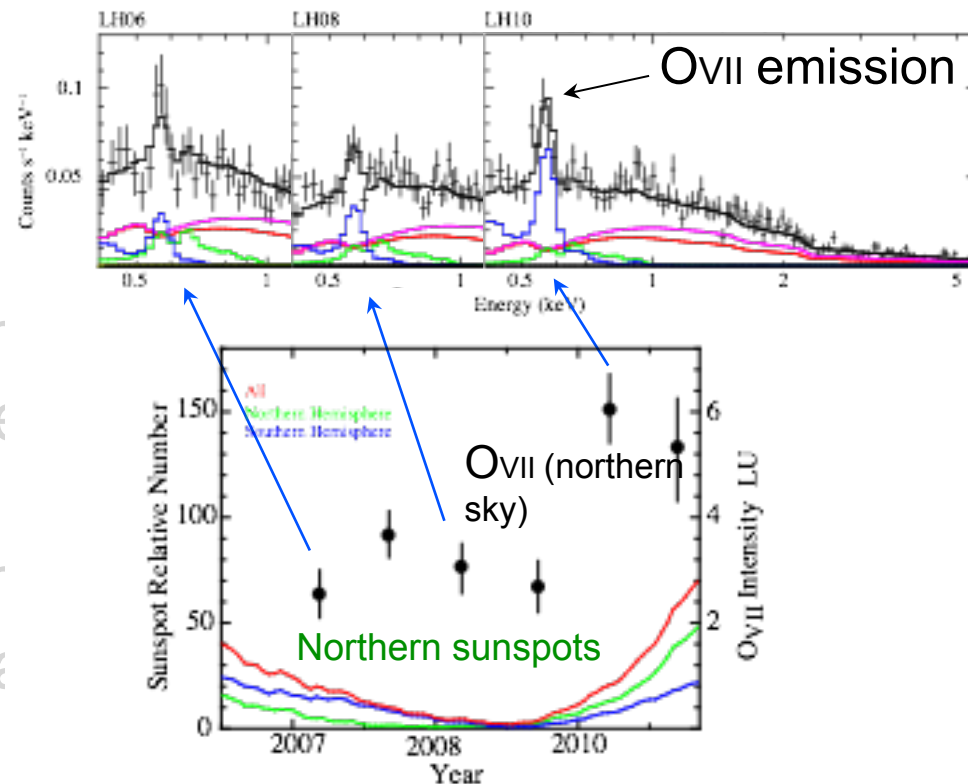 LH06 LH08 LH10
OVII emission
0.1
0.05
Counts s⁻¹ keV⁻¹
0.5 1 0.5 1 0.5 1 2 5
Energy (keV)
All
Northern Hemisphere
Southern Hemisphere
OVII (northern
sky)
Northern sunspots
150
100
50
0
Sunspot Relative Number
6
4
2
OVII Intensity LU
2007 2008 2010
Year